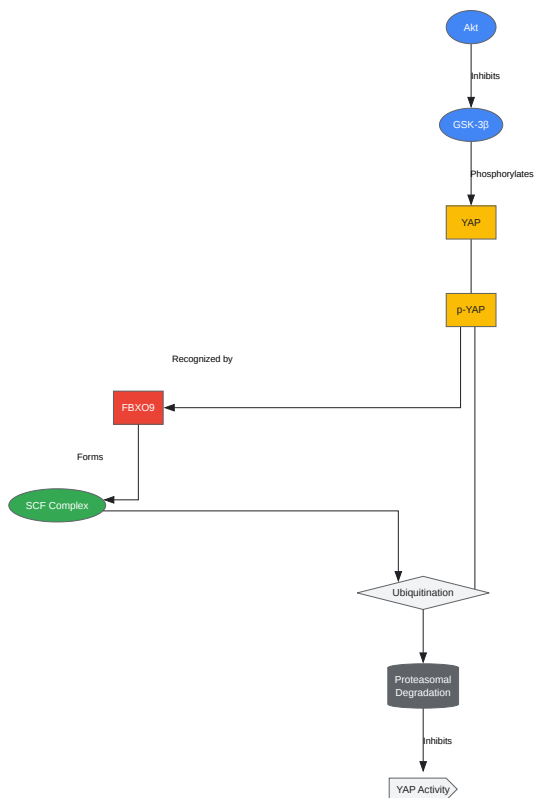 Akt
Inhibits
GSK-3β
Phosphorylates
YAP
p-YAP
Recognized by
FBXO9
Forms
SCF Complex
Ubiquitination
Proteasomal
Degradation
Inhibits
YAP Activity